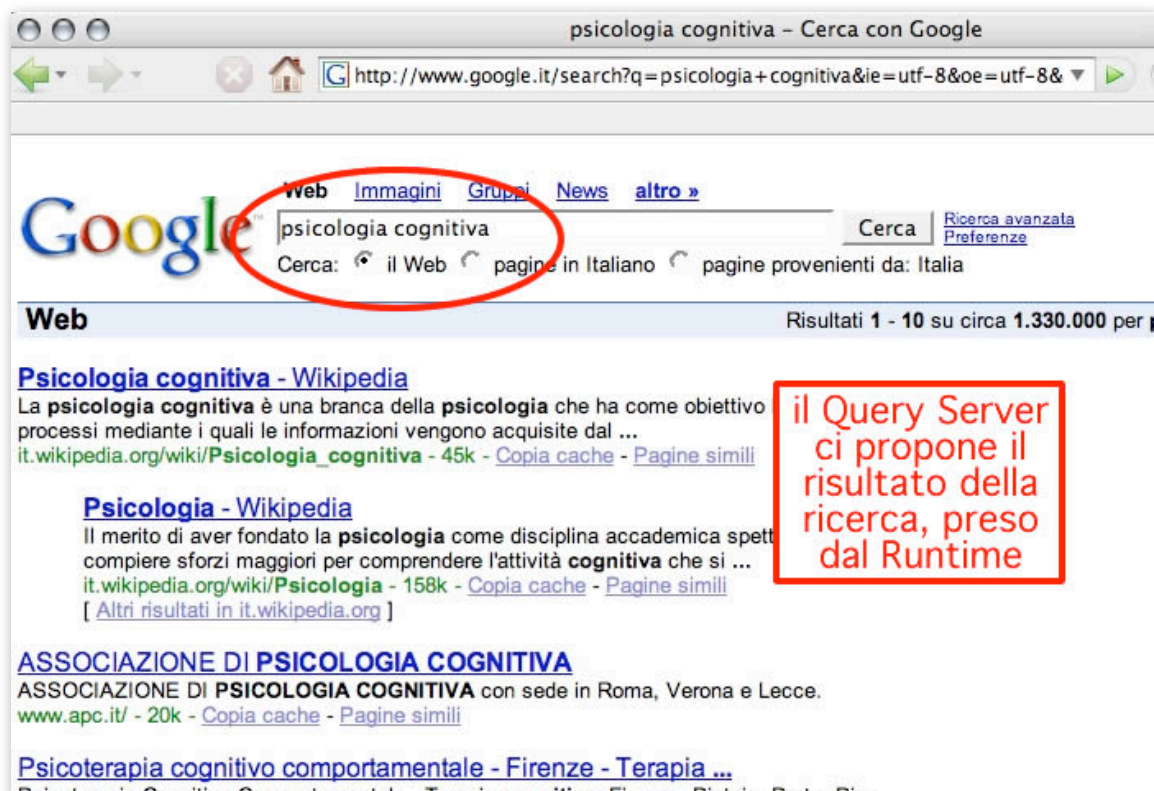 psicologia cognitiva – Cerca con Google
http://www.google.it/search?q=psicologia+cognitiva&ie=utf-8&oe=utf-8&
Google™
Web Immagini Gruppi News altro »
psicologia cognitiva Cerca Ricerca avanzata
Preferenze
Cerca: il Web pagine in Italiano pagine provenienti da: Italia
Web Risultati 1 - 10 su circa 1.330.000 per
Psicologia cognitiva - Wikipedia
La psicologia cognitiva è una branca della psicologia che ha come obiettivo
processi mediante i quali le informazioni vengono acquisite dal ...
it.wikipedia.org/wiki/Psicologia_cognitiva - 45k - Copia cache - Pagine simili
Psicologia - Wikipedia
Il merito di aver fondato la psicologia come disciplina accademica spett
compiere sforzi maggiori per comprendere l'attività cognitiva che si ...
it.wikipedia.org/wiki/Psicologia - 158k - Copia cache - Pagine simili
[ Altri risultati in it.wikipedia.org ]
il Query Server
ci propone il
risultato della
ricerca, preso
dal Runtime
ASSOCIAZIONE DI PSICOLOGIA COGNITIVA
ASSOCIAZIONE DI PSICOLOGIA COGNITIVA con sede in Roma, Verona e Lecce.
www.apc.it/ - 20k - Copia cache - Pagine simili
Psicoterapia cognitivo comportamentale - Firenze - Terapia ...